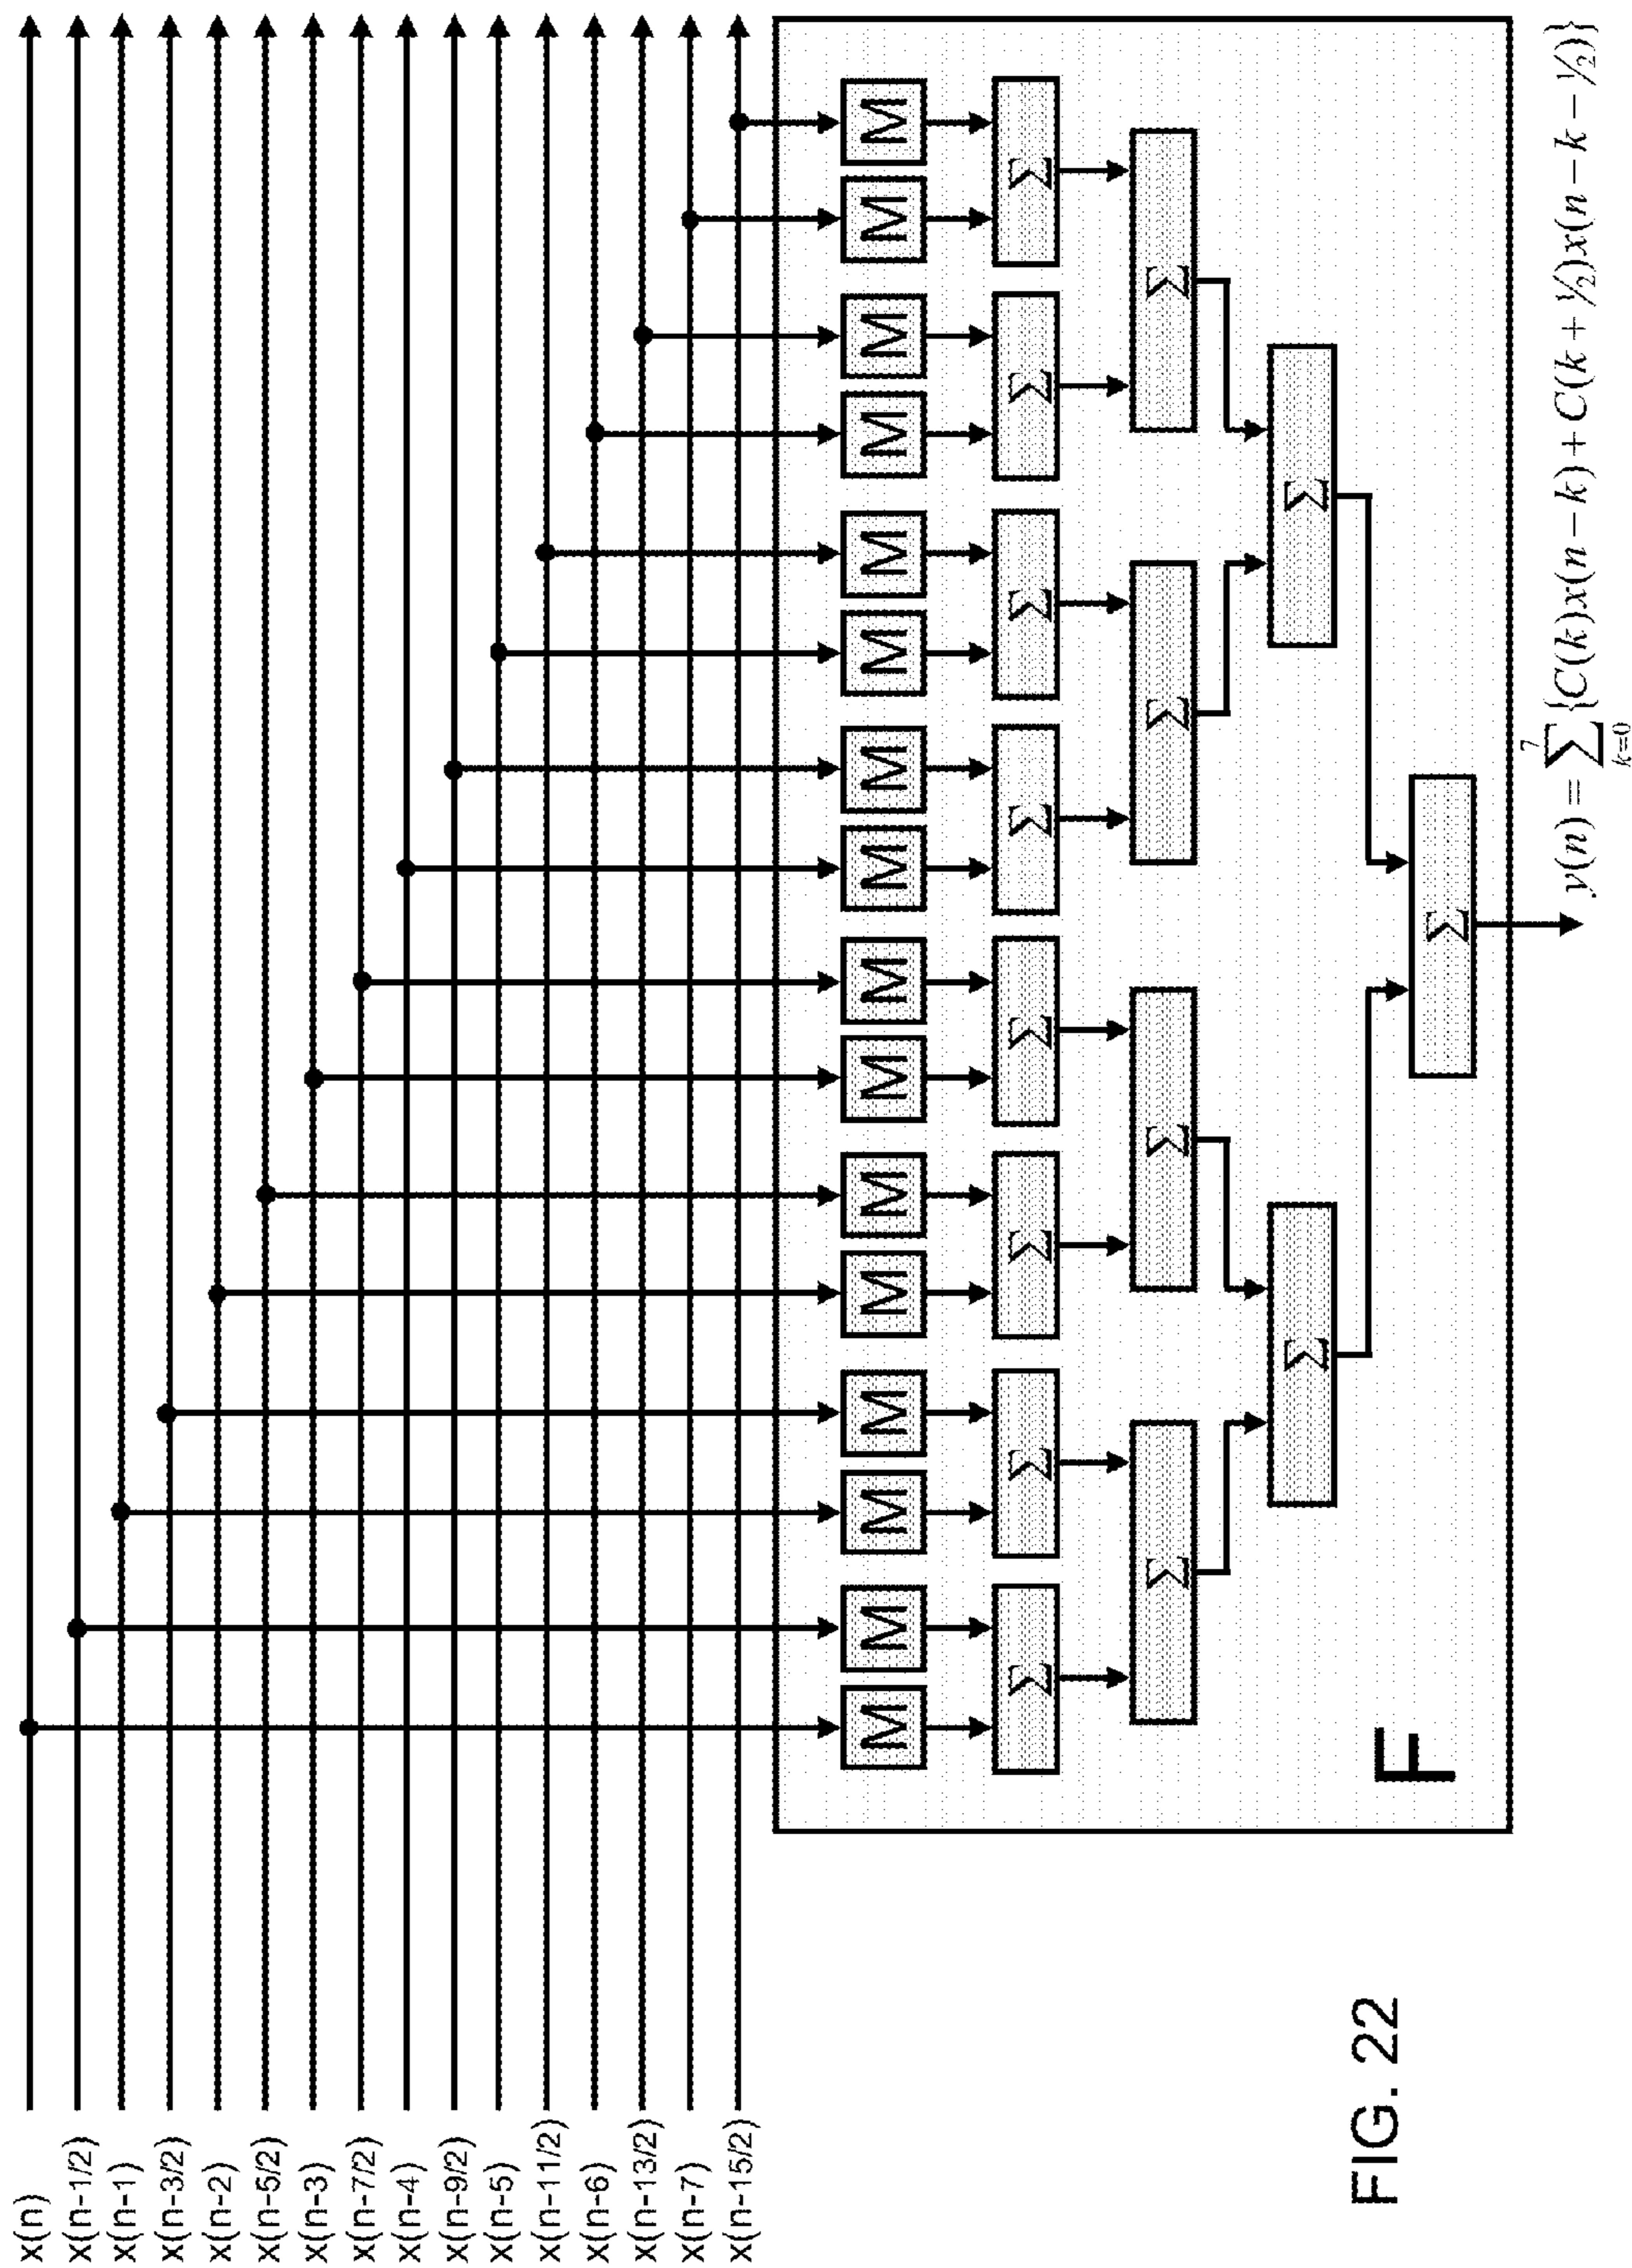 x(n)
x(n-1/2)
x(n-1)
x(n-3/2)
x(n-2)
x(n-5/2)
x(n-3)
x(n-7/2)
x(n-4)
x(n-9/2)
x(n-5)
x(n-11/2)
x(n-6)
x(n-13/2)
x(n-7)
x(n-15/2)
M M M M M M M M M M M M M M M M
Σ Σ Σ Σ Σ Σ Σ Σ
Σ Σ Σ Σ
Σ Σ
Σ
F
y(n) = ∑_{k=0}^{7} {C(k)x(n − k) + C(k + ½)x(n − k − ½)}
FIG. 22